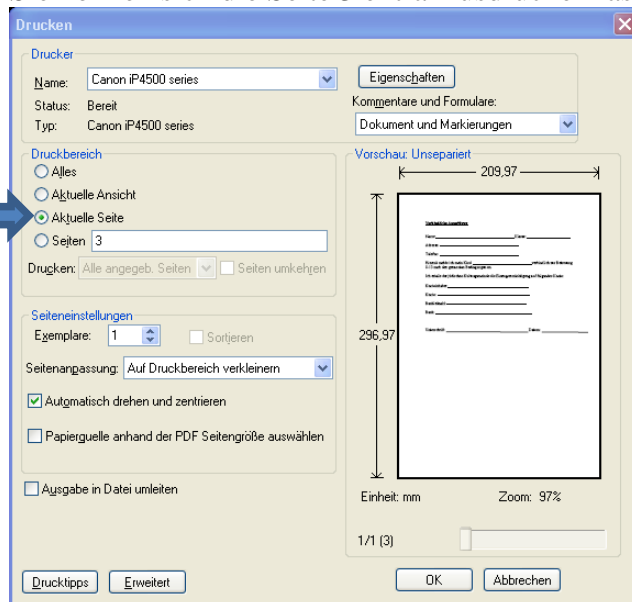 Drucken
Drucker
Name: Canon iP4500 series
Eigenschaften
Status: Bereit
Kommentare und Formulare:
Typ: Canon iP4500 series
Dokument und Markierungen
Druckbereich
Alles
Aktuelle Ansicht
Aktuelle Seite
Seiten 3
Drucken: Alle angegeb. Seiten Seiten umkehren
Seiteneinstellungen
Exemplare: 1 Sortieren
Seitenanpassung: Auf Druckbereich verkleinern
Automatisch drehen und zentrieren
Papierquelle anhand der PDF Seitengröße auswählen
Ausgabe in Datei umleiten
Vorschau: Unsepariert
209,97
296,97
Einheit: mm Zoom: 97%
1/1 (3)
Drucktipps Erweitert OK Abbrechen